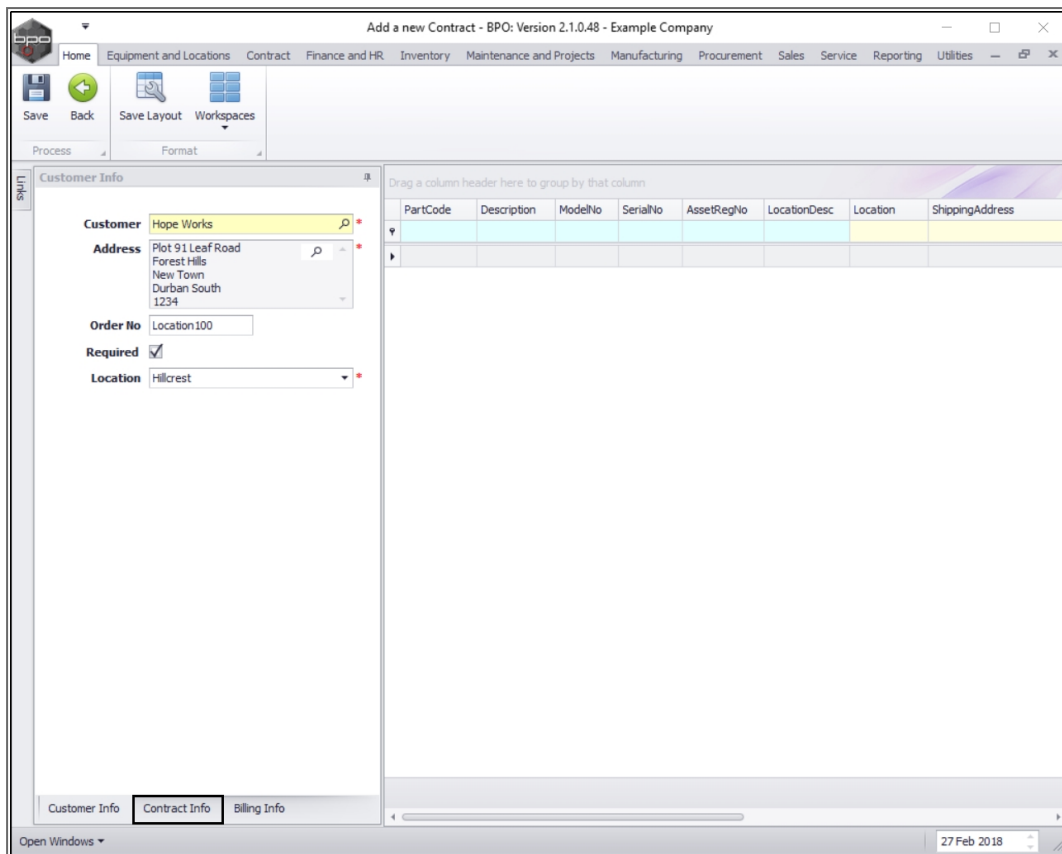 Add a new Contract - BPO: Version 2.1.0.48 - Example Company
bpo
Home Equipment and Locations Contract Finance and HR Inventory Maintenance and Projects Manufacturing Procurement Sales Service Reporting Utilities
Save Back Save Layout Workspaces
Process Format
Links
Customer Info
Customer Hope Works *
Address Plot 91 Leaf Road *
Forest Hills
New Town
Durban South
1234
Order No Location100
Required
Location Hillcrest *
Drag a column header here to group by that column
PartCode Description ModelNo SerialNo AssetRegNo LocationDesc Location ShippingAddress
Customer Info Contract Info Billing Info
Open Windows 27 Feb 2018